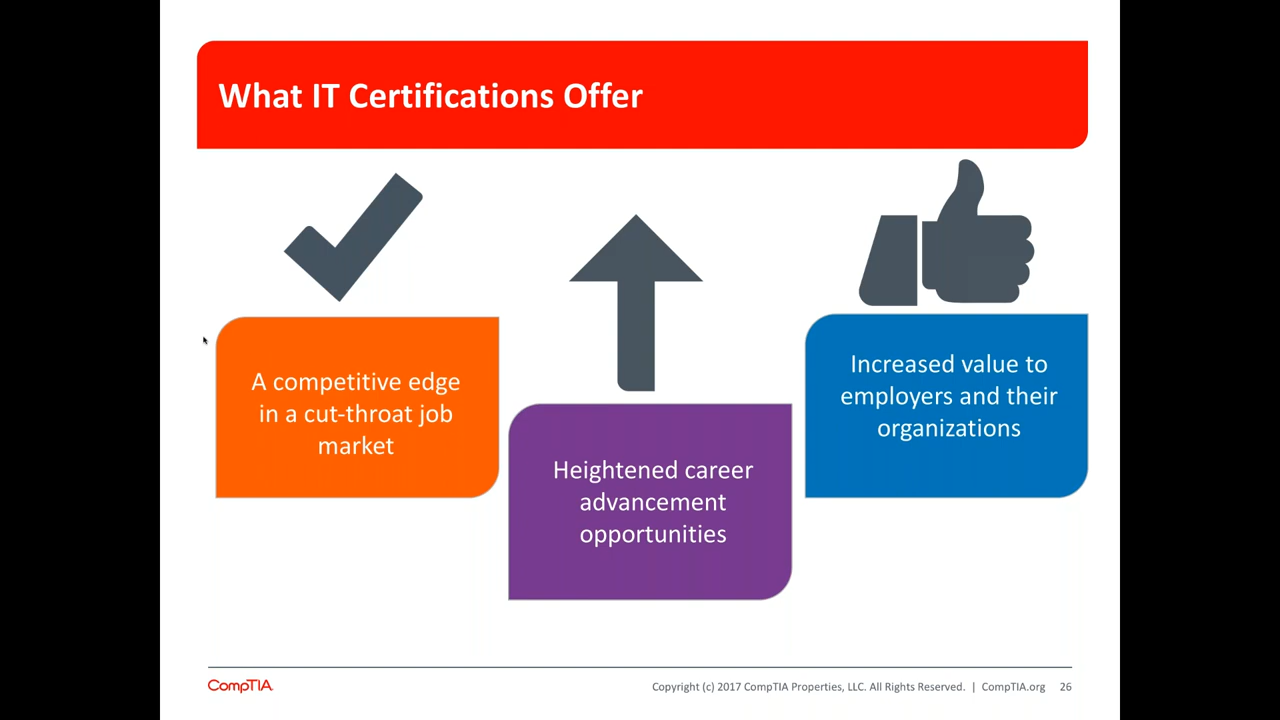 What IT Certifications Offer
A competitive edge
in a cut-throat job
market
Heightened career
advancement
opportunities
Increased value to
employers and their
organizations
CompTIA.
Copyright (c) 2017 CompTIA Properties, LLC. All Rights Reserved. | CompTIA.org 26